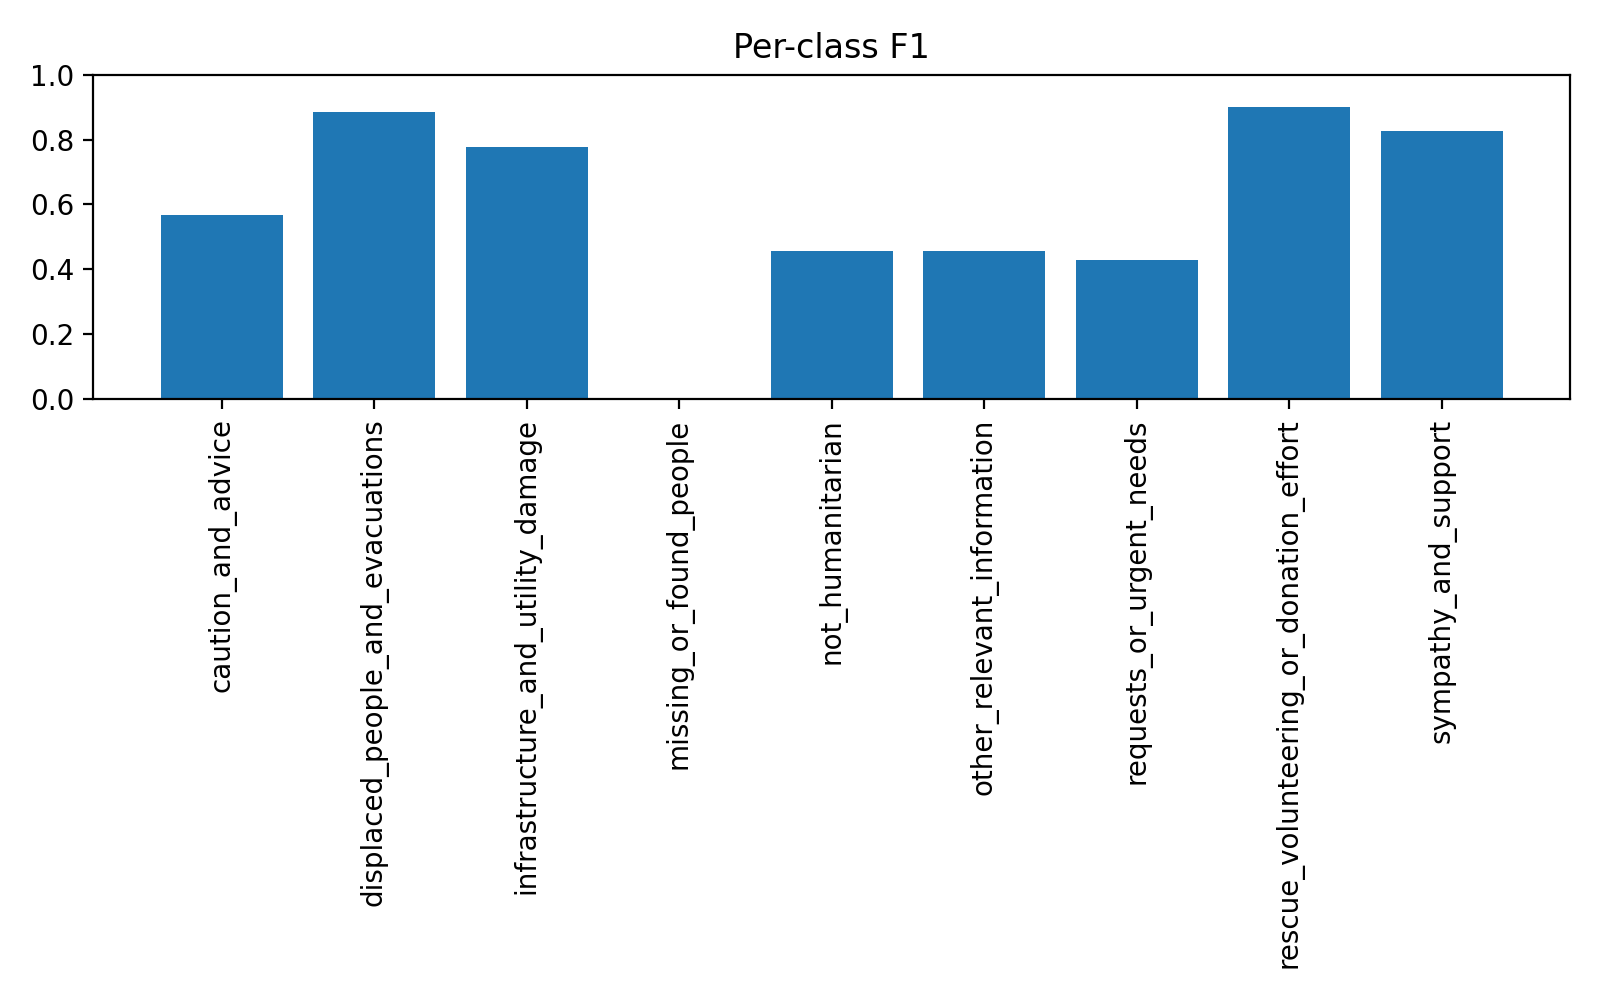 Per-class F1
1.0
0.8
0.6
0.4
0.2
0.0
caution_and_advice
displaced_people_and_evacuations
infrastructure_and_utility_damage
missing_or_found_people
not_humanitarian
other_relevant_information
requests_or_urgent_needs
rescue_volunteering_or_donation_effort
sympathy_and_support